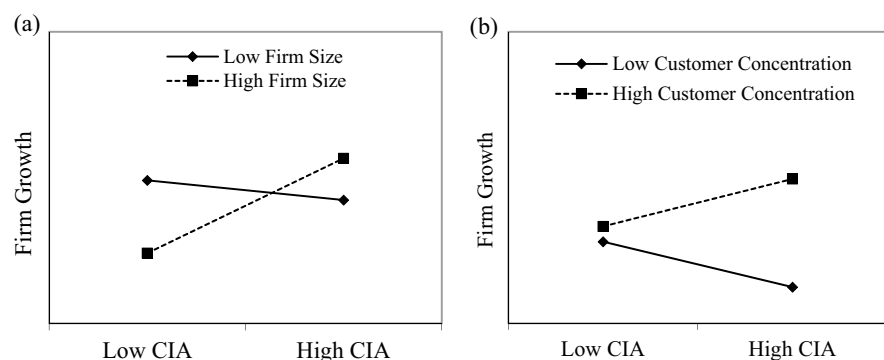 (a)
Low Firm Size
High Firm Size
Firm Growth
Low CIA High CIA
(b)
Low Customer Concentration
High Customer Concentration
Firm Growth
Low CIA High CIA